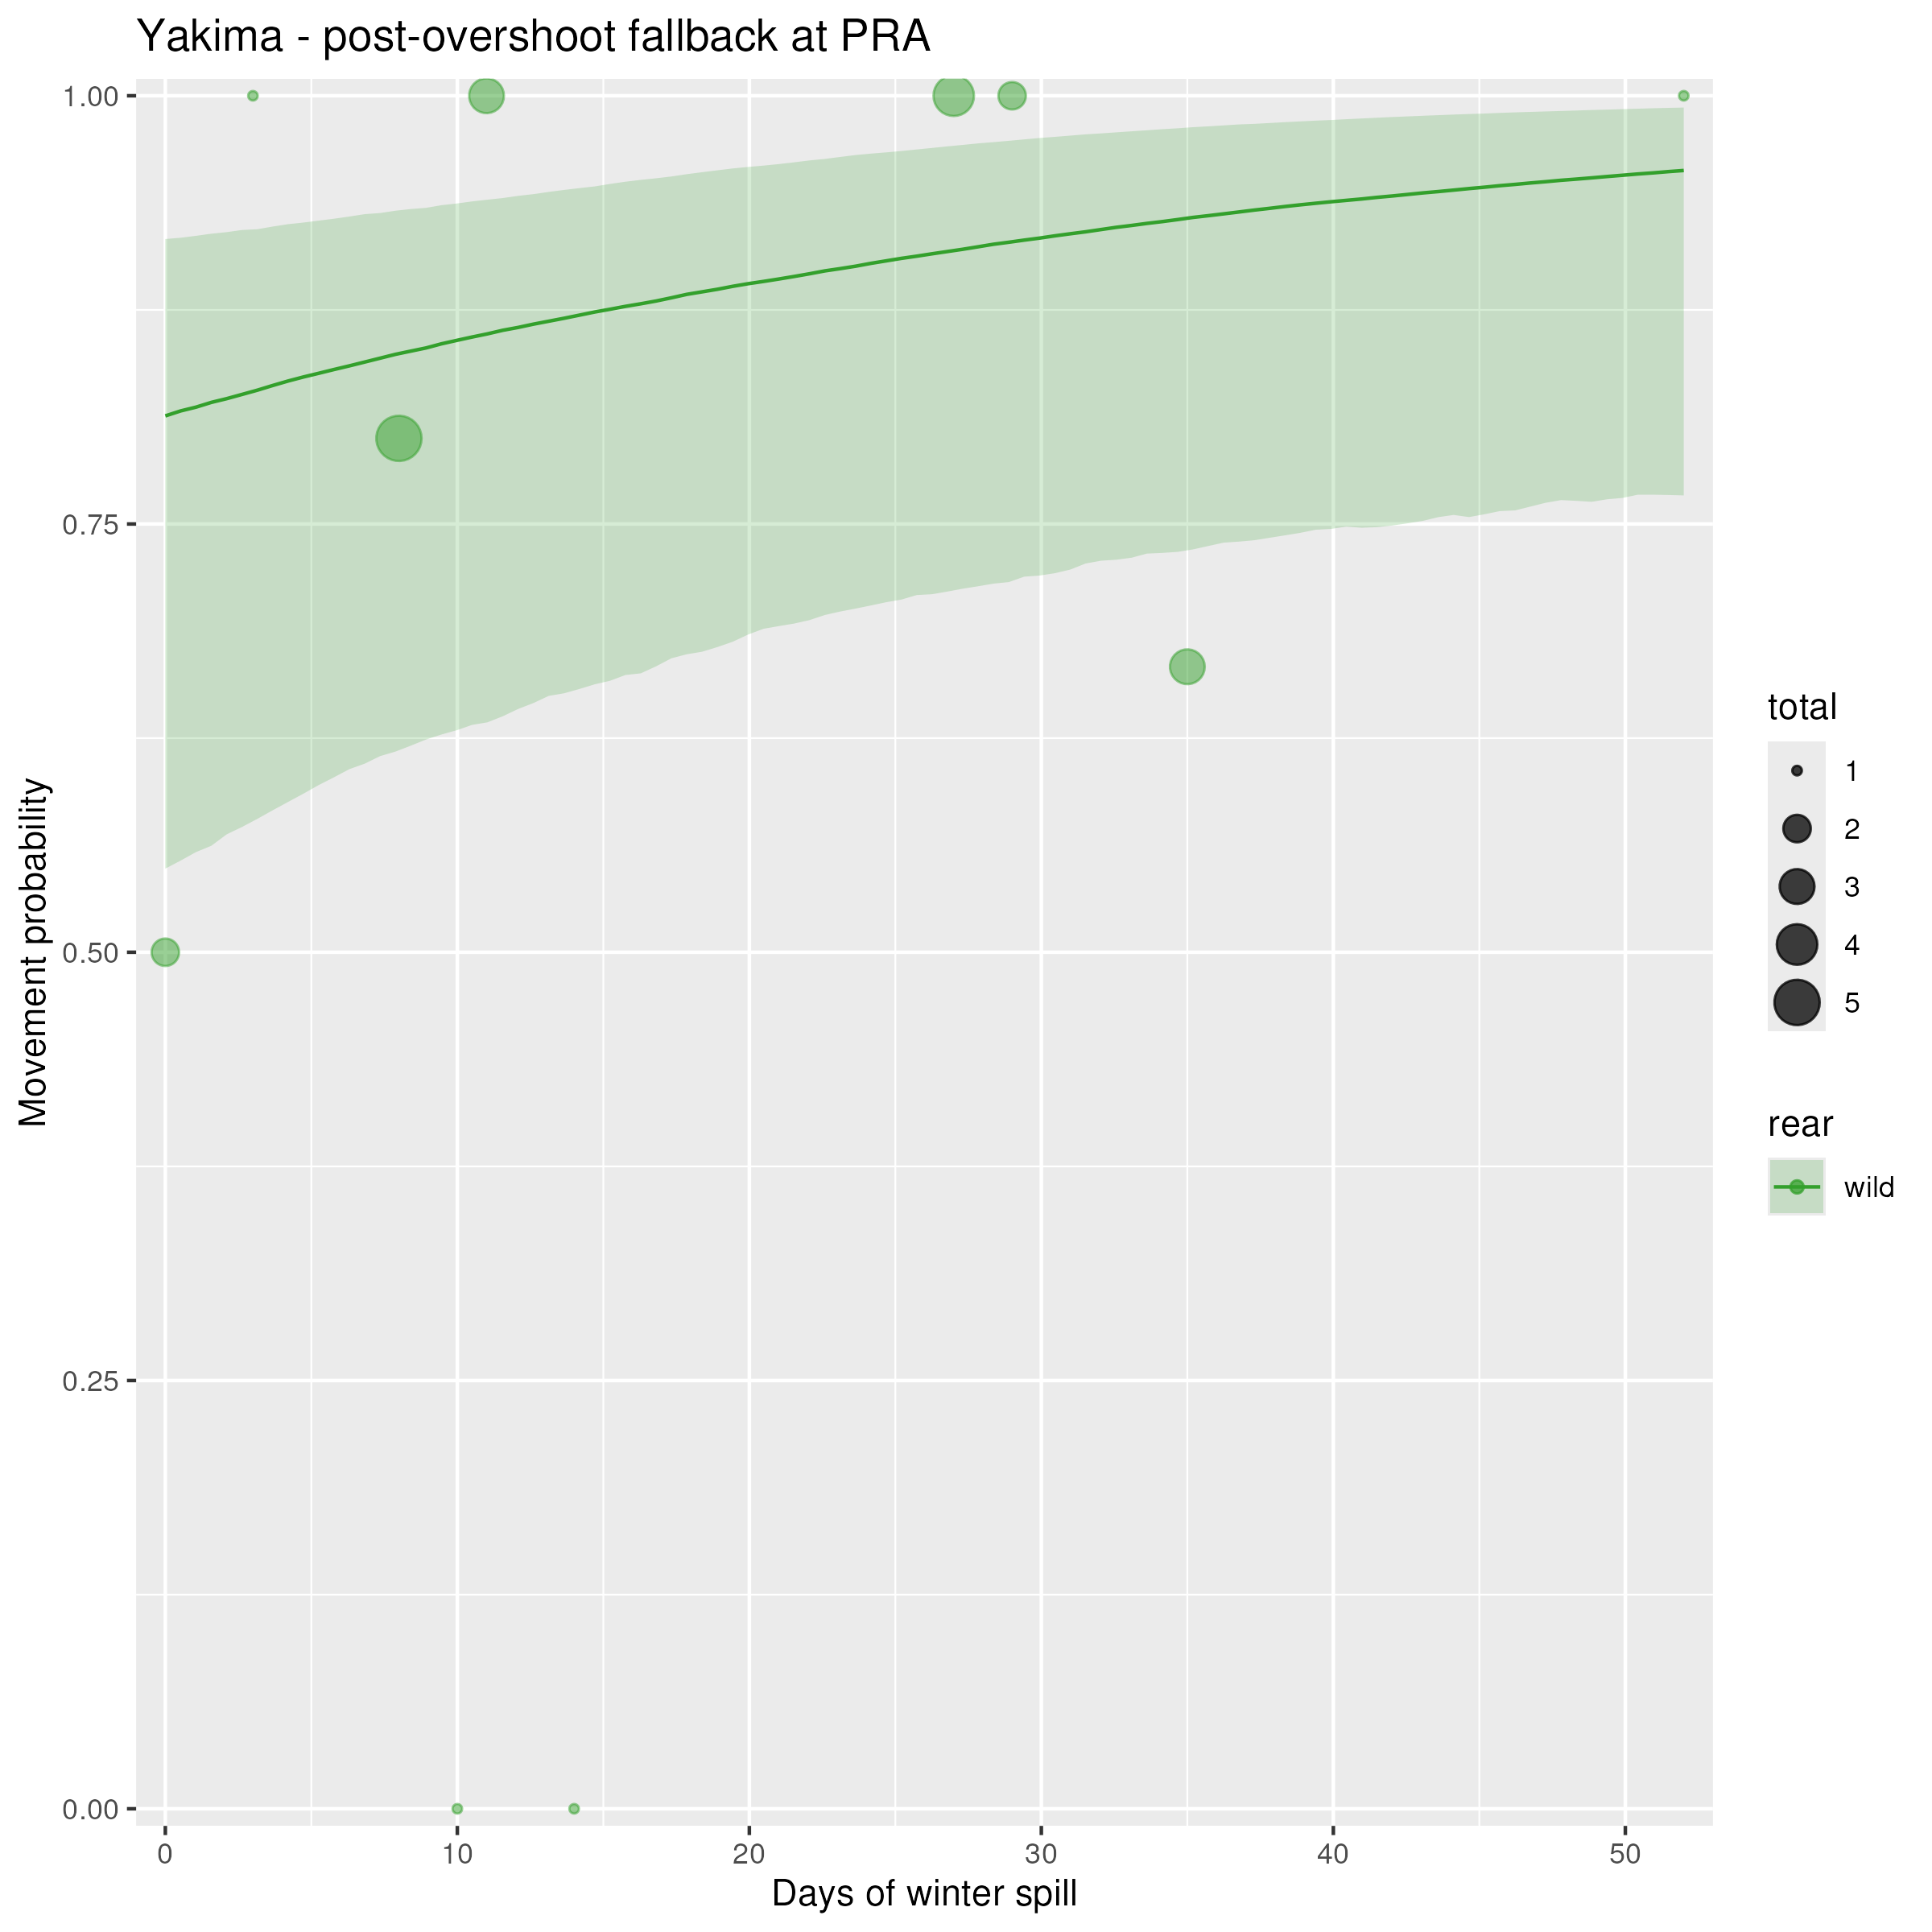 Yakima - post-overshoot fallback at PRA
1.00
0.75
0.50
0.25
0.00
Movement probability
0
10
20
30
40
50
Days of winter spill
total
1
2
3
4
5
rear
wild